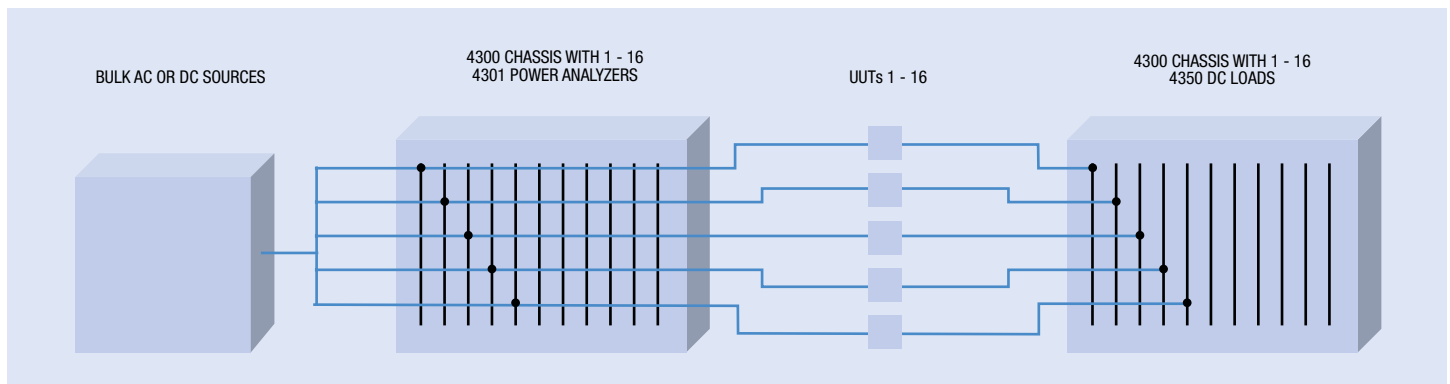 BULK AC OR DC SOURCES
4300 CHASSIS WITH 1 - 16
4301 POWER ANALYZERS
UUTs 1 - 16
4300 CHASSIS WITH 1 - 16
4350 DC LOADS